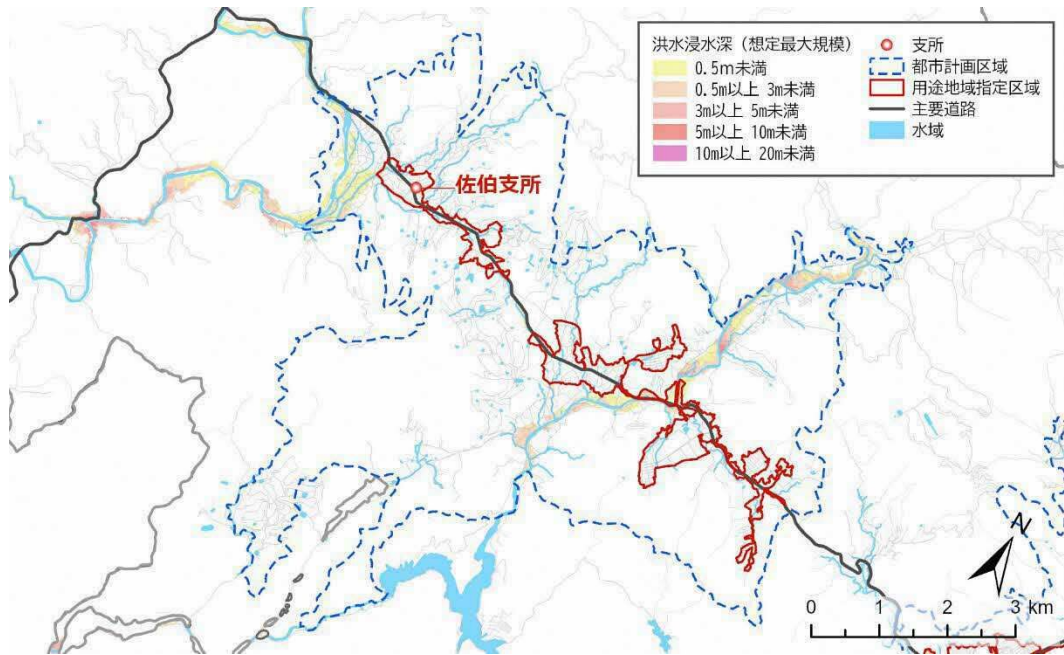 洪水浸水深(想定最大規模)
0.5m未満
0.5m以上 3m未満
3m以上 5m未満
5m以上 10m未満
10m以上 20m未満
支所
都市計画区域
用途地域指定区域
主要道路
水域
佐伯支所
N
0 1 2 3 km